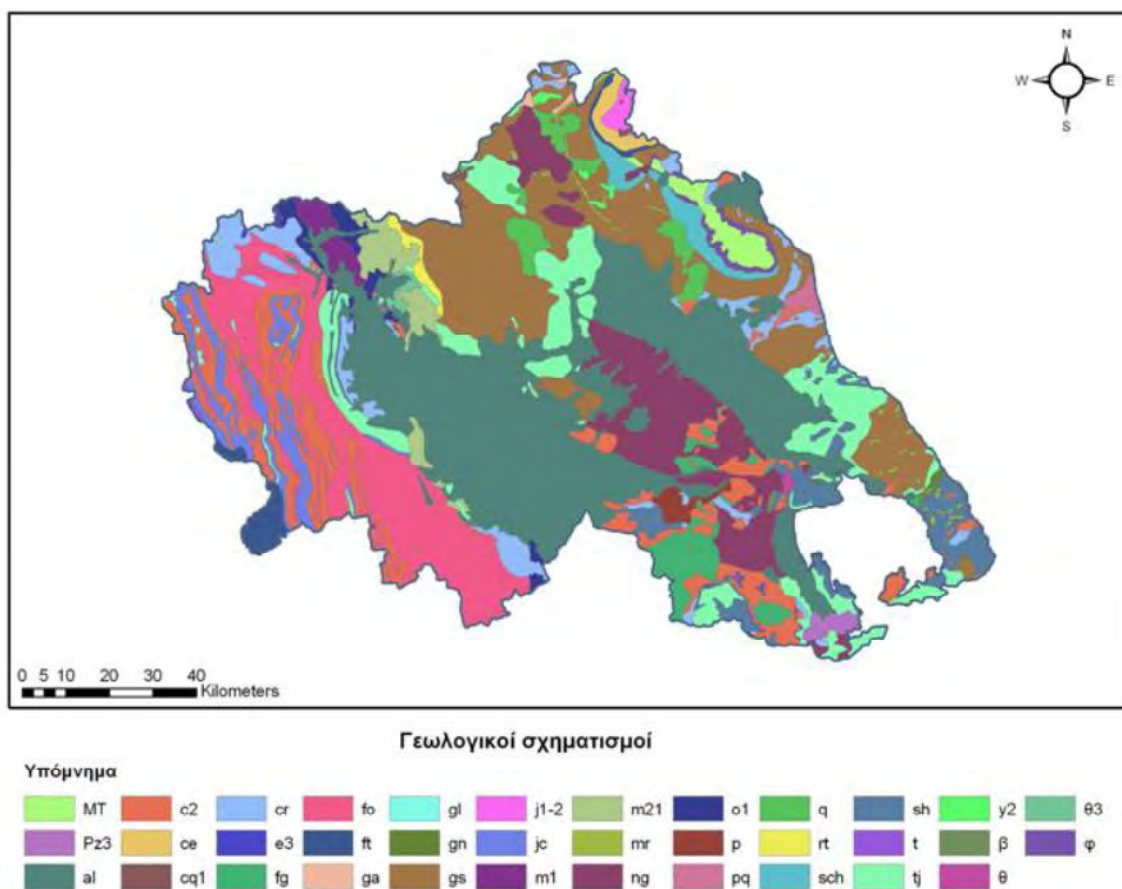 N
W E
S
0 5 10 20 30 40
Kilometers
Γεωλογικοί σχηματισμοί
Υπόμνημα
MT c2 cr fo gl j1-2 m21 o1 q sh y2 θ3
Pz3 ce e3 ft gn jc mr p rt t β φ
al cq1 fg ga gs m1 ng pq sch tj θ